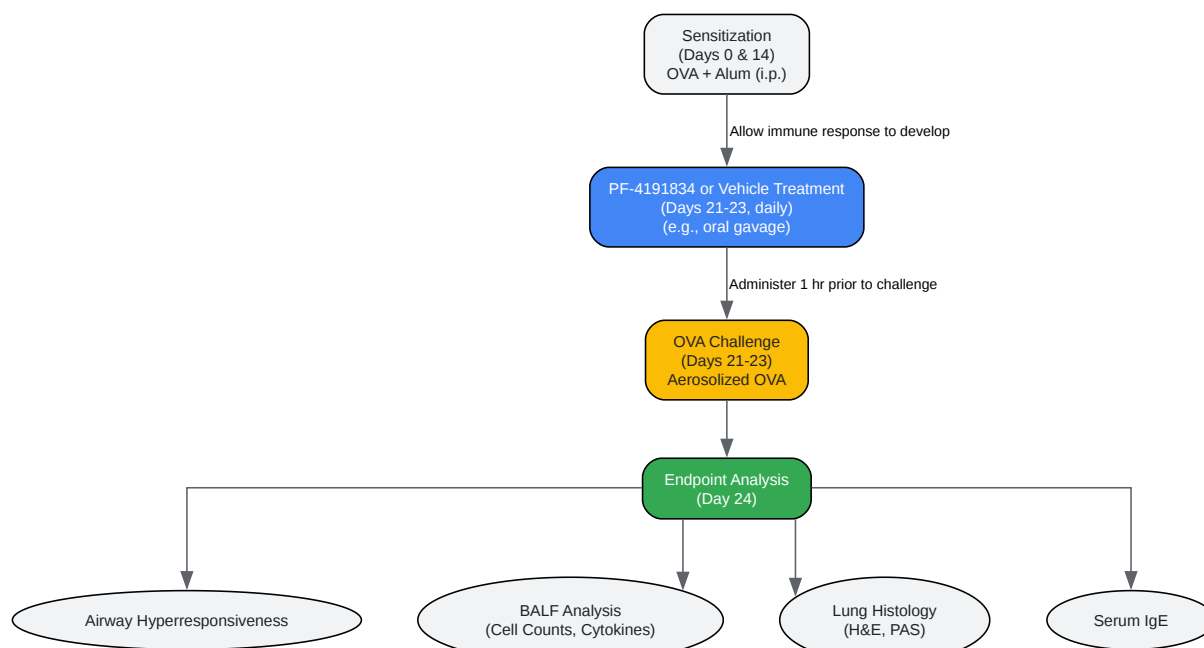 Sensitization
(Days 0 & 14)
OVA + Alum (i.p.)
Allow immune response to develop
PF-4191834 or Vehicle Treatment
(Days 21-23, daily)
(e.g., oral gavage)
Administer 1 hr prior to challenge
OVA Challenge
(Days 21-23)
Aerosolized OVA
Endpoint Analysis
(Day 24)
Airway Hyperresponsiveness
BALF Analysis
(Cell Counts, Cytokines)
Lung Histology
(H&E, PAS)
Serum IgE